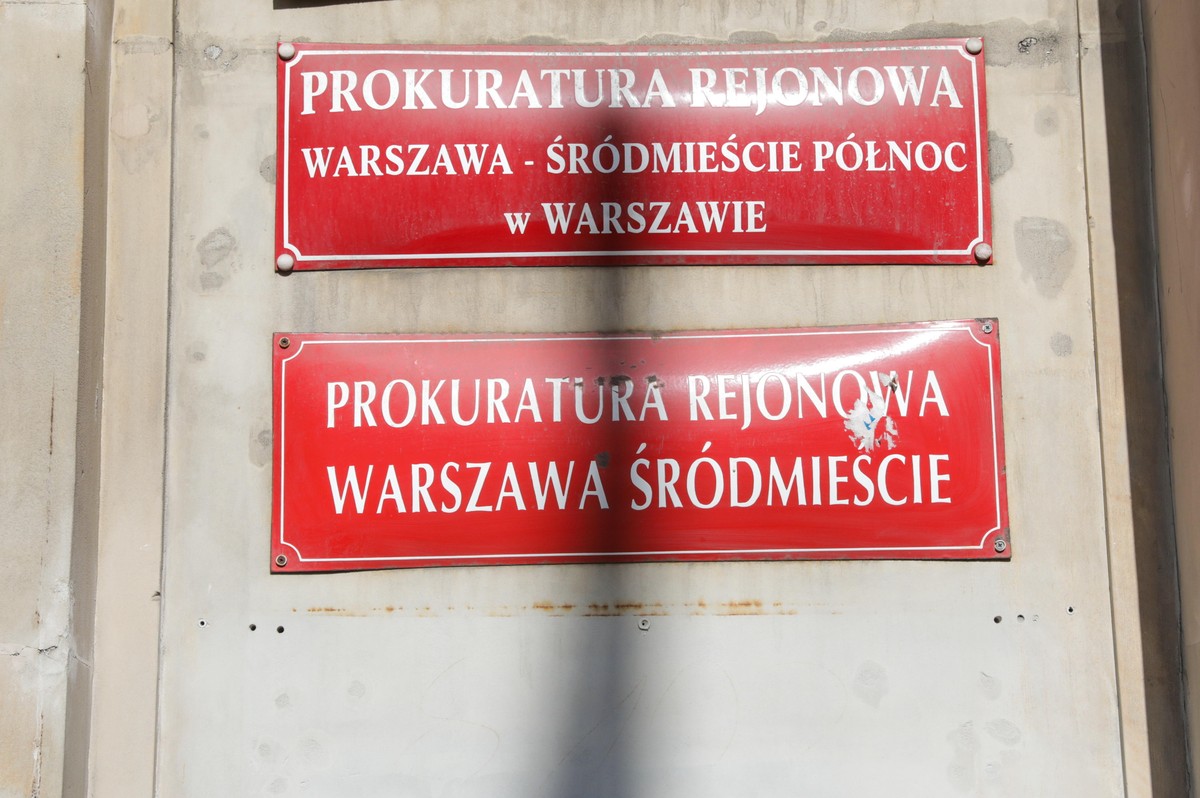 PROKURATURA REJONOWA
WARSZAWA - ŚRÓDMIEŚCIE PÓŁNOC
w WARSZAWIE
PROKURATURA REJONOWA
WARSZAWA ŚRÓDMIEŚCIE